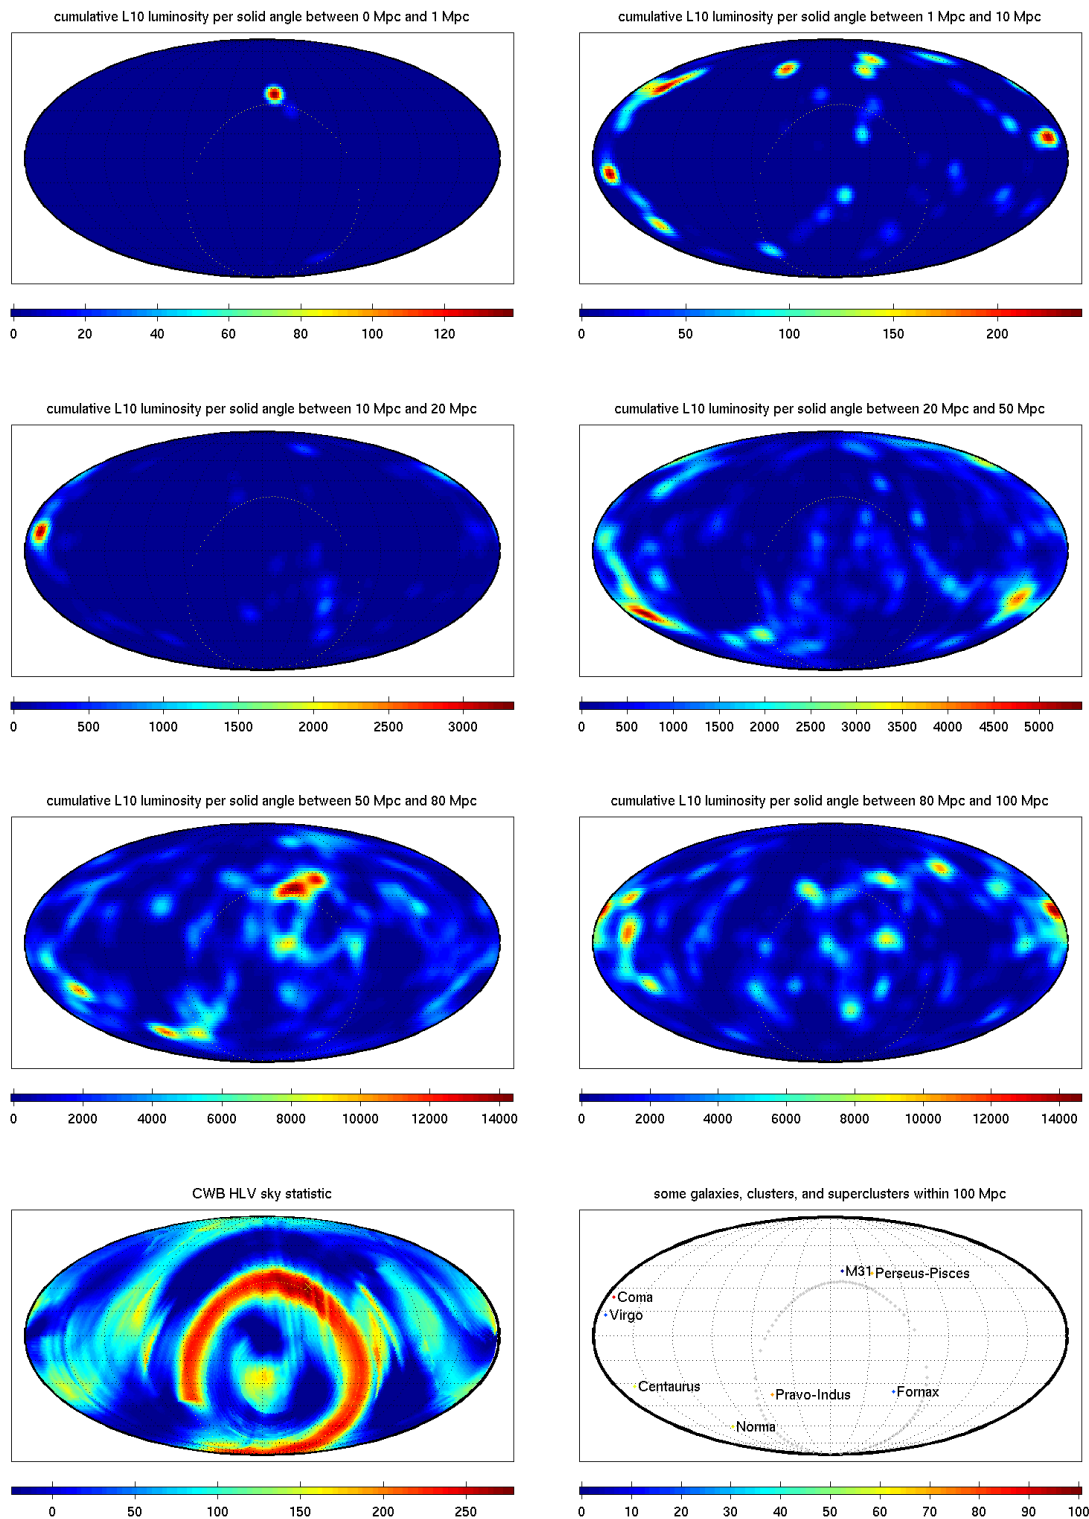 cumulative L10 luminosity per solid angle between 0 Mpc and 1 Mpc
0 20 40 60 80 100 120
cumulative L10 luminosity per solid angle between 1 Mpc and 10 Mpc
0 50 100 150 200
cumulative L10 luminosity per solid angle between 10 Mpc and 20 Mpc
0 500 1000 1500 2000 2500 3000
cumulative L10 luminosity per solid angle between 20 Mpc and 50 Mpc
0 500 1000 1500 2000 2500 3000 3500 4000 4500 5000
cumulative L10 luminosity per solid angle between 50 Mpc and 80 Mpc
0 2000 4000 6000 8000 10000 12000 14000
cumulative L10 luminosity per solid angle between 80 Mpc and 100 Mpc
0 2000 4000 6000 8000 10000 12000 14000
CWB HLV sky statistic
0 50 100 150 200 250
some galaxies, clusters, and superclusters within 100 Mpc
M31 Perseus-Pisces
Coma
Virgo
Centaurus
Pravo-Indus
Fornax
Norma
0 10 20 30 40 50 60 70 80 90 100